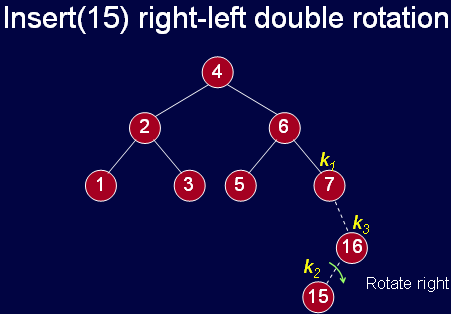 Insert(15) right-left double rotation
4
2 6
k1
1 3 5 7
k3
16
k2
Rotate right
15